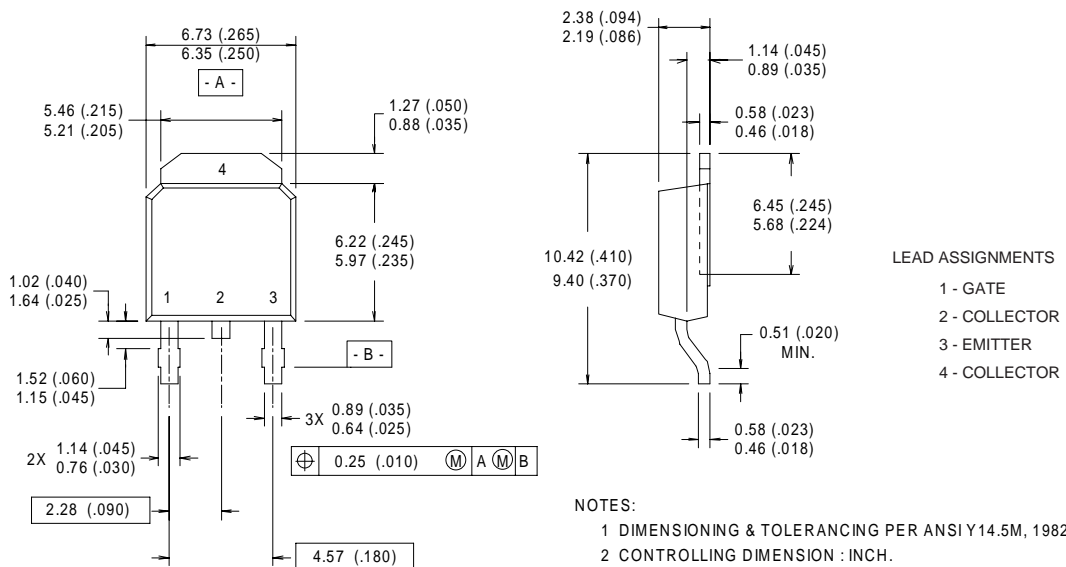 6.73 (.265)
6.35 (.250)
- A -
5.46 (.215)
5.21 (.205)
1.27 (.050)
0.88 (.035)
4
6.22 (.245)
5.97 (.235)
1.02 (.040)
1.64 (.025)
1 2 3
- B -
1.52 (.060)
1.15 (.045)
3X 0.89 (.035)
0.64 (.025)
2X 1.14 (.045)
0.76 (.030)
⌖ 0.25 (.010) Ⓜ A Ⓜ B
2.28 (.090)
4.57 (.180)
2.38 (.094)
2.19 (.086)
1.14 (.045)
0.89 (.035)
0.58 (.023)
0.46 (.018)
6.45 (.245)
5.68 (.224)
10.42 (.410)
9.40 (.370)
0.51 (.020)
MIN.
0.58 (.023)
0.46 (.018)
LEAD ASSIGNMENTS
1 - GATE
2 - COLLECTOR
3 - EMITTER
4 - COLLECTOR
NOTES:
1 DIMENSIONING & TOLERANCING PER ANSI Y14.5M, 1982
2 CONTROLLING DIMENSION : INCH.